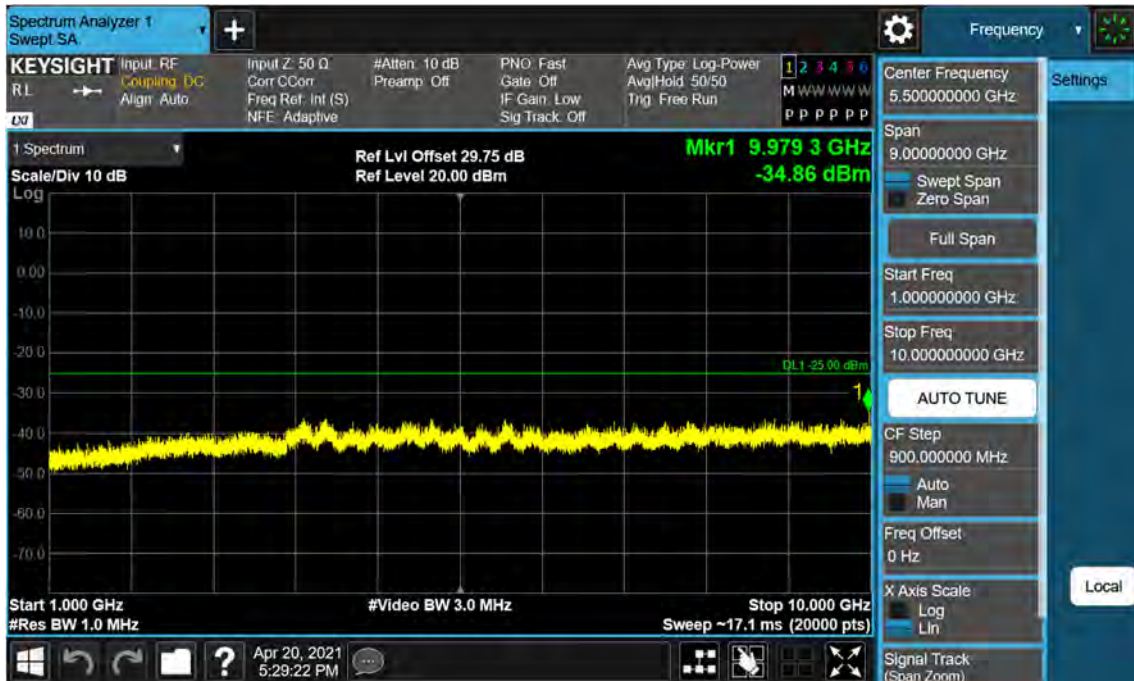 Spectrum Analyzer 1
Swept SA
+
Frequency
KEYSIGHT
RL
LXI
Input: RF
Coupling: DC
Align: Auto
Input Z: 50 Ω
Corr CCorr
Freq Ref: Int (S)
NFE: Adaptive
#Atten: 10 dB
Preamp: Off
PNO: Fast
Gate: Off
IF Gain: Low
Sig Track: Off
Avg Type: Log-Power
Avg|Hold: 50/50
Trig: Free Run
1 2 3 4 5 6
M W W W W W
P P P P P P
1 Spectrum
Scale/Div 10 dB
Ref Lvl Offset 29.75 dB
Ref Level 20.00 dBm
Mkr1 9.979 3 GHz
-34.86 dBm
Log
10.0
0.00
-10.0
-20.0
DL1 -25.00 dBm
-30.0
1
-40.0
-50.0
-60.0
-70.0
Start 1.000 GHz
#Video BW 3.0 MHz
Stop 10.000 GHz
#Res BW 1.0 MHz
Sweep ~17.1 ms (20000 pts)
?
Apr 20, 2021
5:29:22 PM
Center Frequency
5.500000000 GHz
Settings
Span
9.00000000 GHz
Swept Span
Zero Span
Full Span
Start Freq
1.000000000 GHz
Stop Freq
10.000000000 GHz
AUTO TUNE
CF Step
900.000000 MHz
Auto
Man
Freq Offset
0 Hz
X Axis Scale
Log
Lin
Local
Signal Track
(Span Zoom)